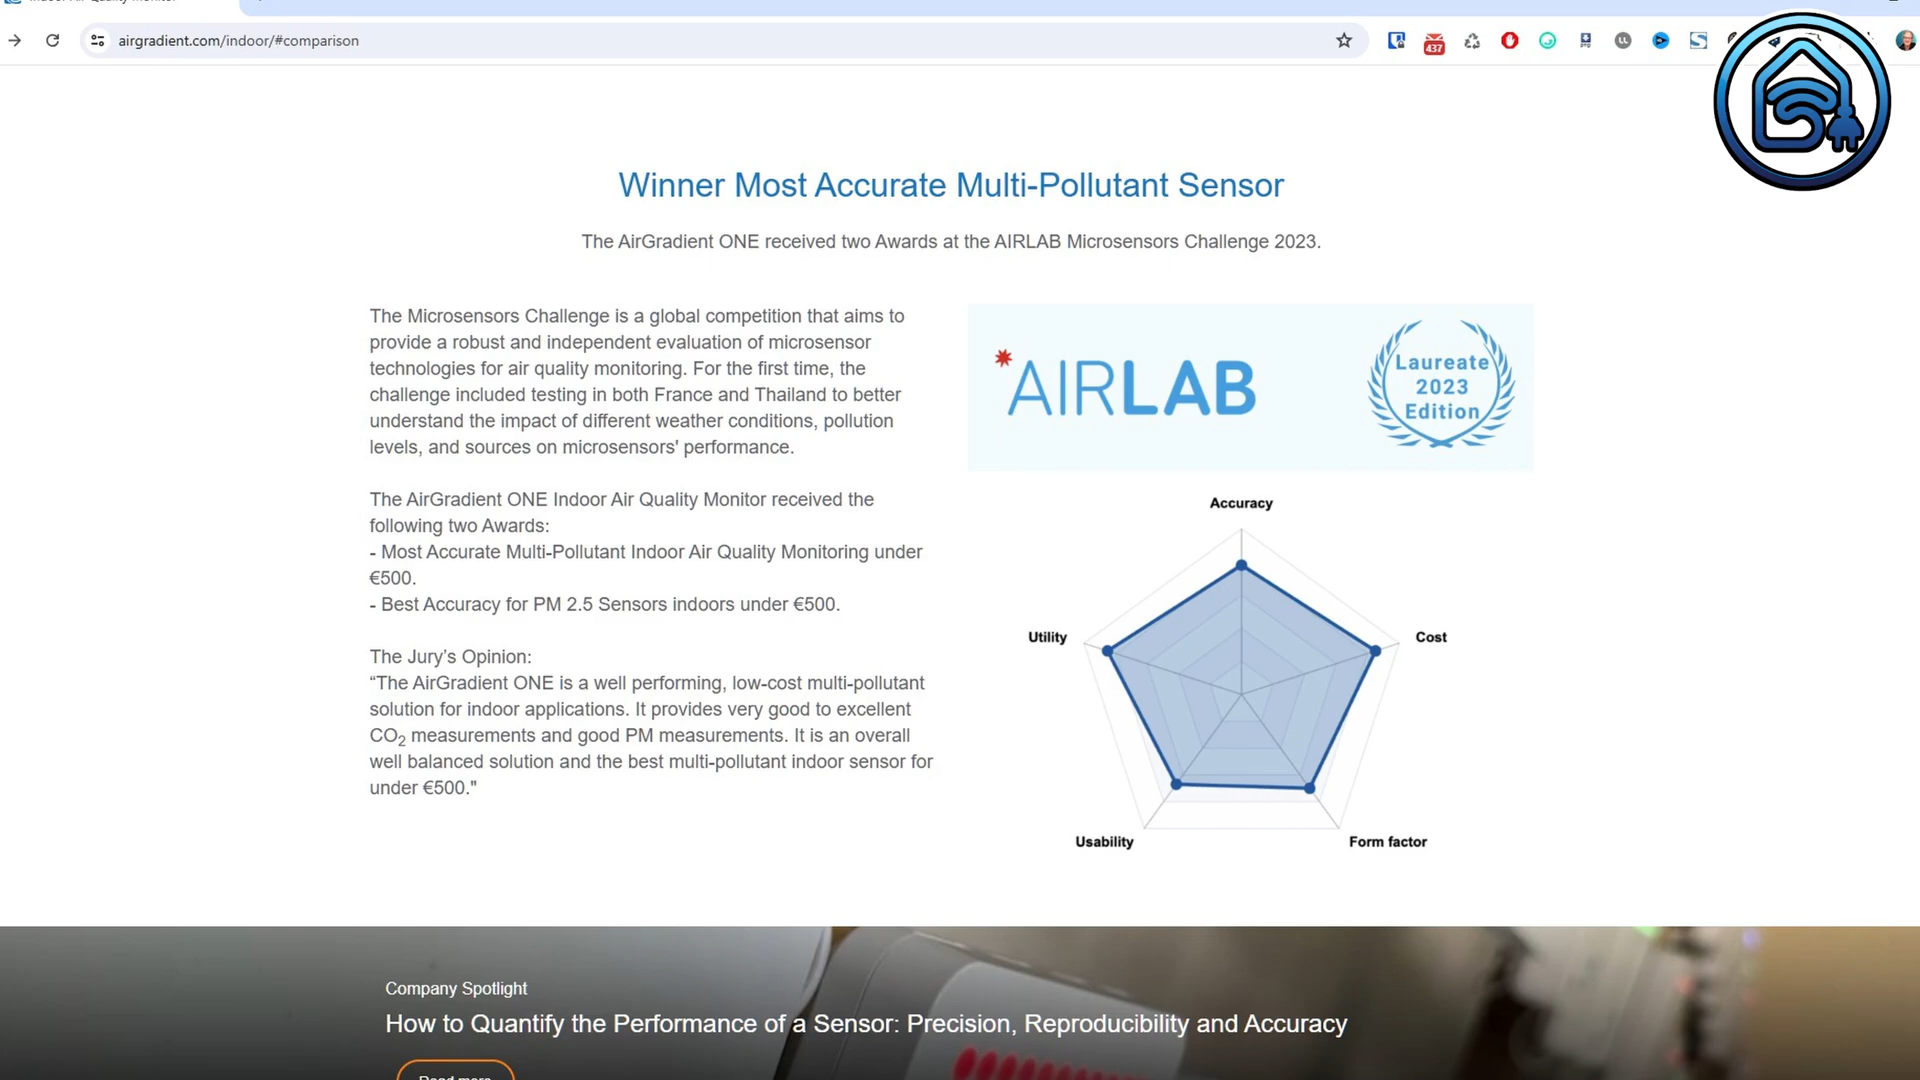 airgradient.com/indoor/#comparison
437
Winner Most Accurate Multi-Pollutant Sensor
The AirGradient ONE received two Awards at the AIRLAB Microsensors Challenge 2023.
The Microsensors Challenge is a global competition that aims to
provide a robust and independent evaluation of microsensor
technologies for air quality monitoring. For the first time, the
challenge included testing in both France and Thailand to better
understand the impact of different weather conditions, pollution
levels, and sources on microsensors' performance.
The AirGradient ONE Indoor Air Quality Monitor received the
following two Awards:
- Most Accurate Multi-Pollutant Indoor Air Quality Monitoring under
€500.
- Best Accuracy for PM 2.5 Sensors indoors under €500.
The Jury’s Opinion:
“The AirGradient ONE is a well performing, low-cost multi-pollutant
solution for indoor applications. It provides very good to excellent
CO₂ measurements and good PM measurements. It is an overall
well balanced solution and the best multi-pollutant indoor sensor for
under €500."
AIRLAB
Laureate
2023
Edition
Accuracy
Utility
Cost
Usability
Form factor
Company Spotlight
How to Quantify the Performance of a Sensor: Precision, Reproducibility and Accuracy
Read more